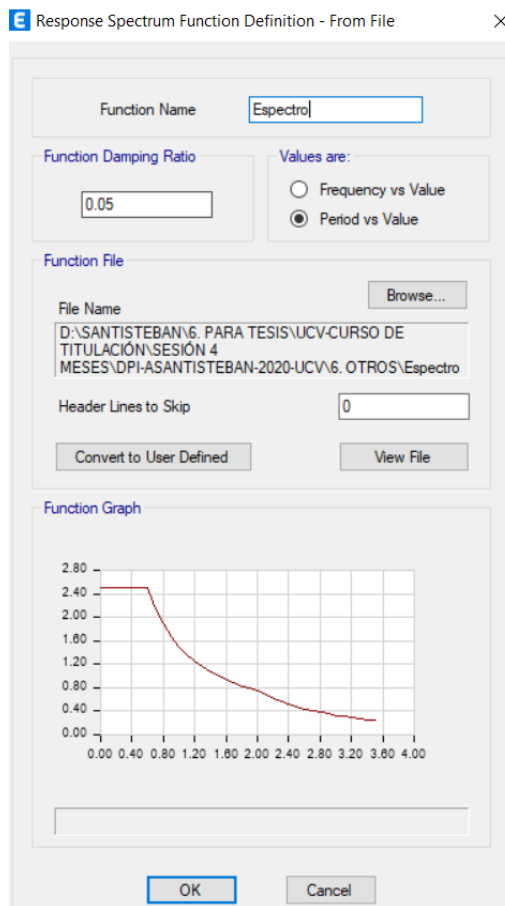 E Response Spectrum Function Definition - From File
Function Name Espectro
Function Damping Ratio
0.05
Values are:
Frequency vs Value
Period vs Value
Function File
Browse...
File Name
D:\SANTISTEBAN\6. PARA TESIS\UCV-CURSO DE
TITULACIÓN\SESIÓN 4
MESES\DPI-ASANTISTEBAN-2020-UCV\6. OTROS\Espectro
Header Lines to Skip 0
Convert to User Defined View File
Function Graph
2.80
2.40
2.00
1.60
1.20
0.80
0.40
0.00
0.00 0.40 0.80 1.20 1.60 2.00 2.40 2.80 3.20 3.60 4.00
OK Cancel